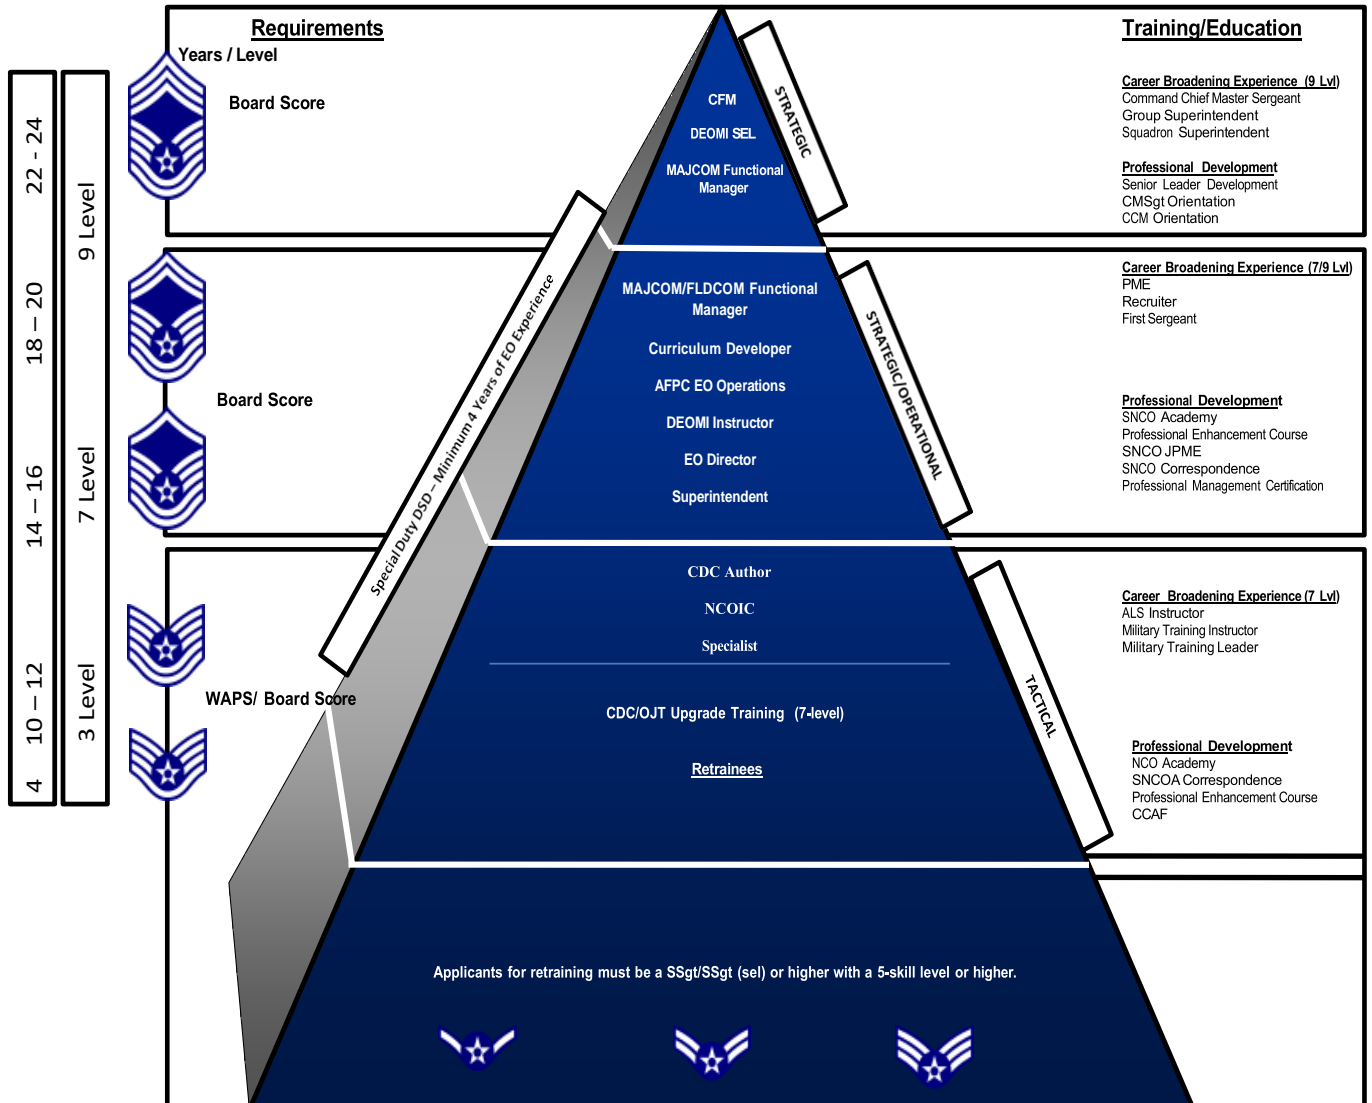 Requirements
Training/Education
Years / Level
Board Score
22 - 24
9 Level
CFM
DEOMI SEL
MAJCOM Functional
Manager
STRATEGIC
Career Broadening Experience (9 Lvl)
Command Chief Master Sergeant
Group Superintendent
Squadron Superintendent
Professional Development
Senior Leader Development
CMSgt Orientation
CCM Orientation
18 – 20
14 – 16
7 Level
Board Score
Special Duty DSD – Minimum 4 Years of EO Experience
MAJCOM/FLDCOM Functional
Manager
Curriculum Developer
AFPC EO Operations
DEOMI Instructor
EO Director
Superintendent
STRATEGIC/OPERATIONAL
Career Broadening Experience (7/9 Lvl)
PME
Recruiter
First Sergeant
Professional Development
SNCO Academy
Professional Enhancement Course
SNCO JPME
SNCO Correspondence
Professional Management Certification
10 – 12
4
3 Level
WAPS/ Board Score
CDC Author
NCOIC
Specialist
CDC/OJT Upgrade Training (7-level)
Retrainees
TACTICAL
Career Broadening Experience (7 Lvl)
ALS Instructor
Military Training Instructor
Military Training Leader
Professional Development
NCO Academy
SNCOA Correspondence
Professional Enhancement Course
CCAF
Applicants for retraining must be a SSgt/SSgt (sel) or higher with a 5-skill level or higher.